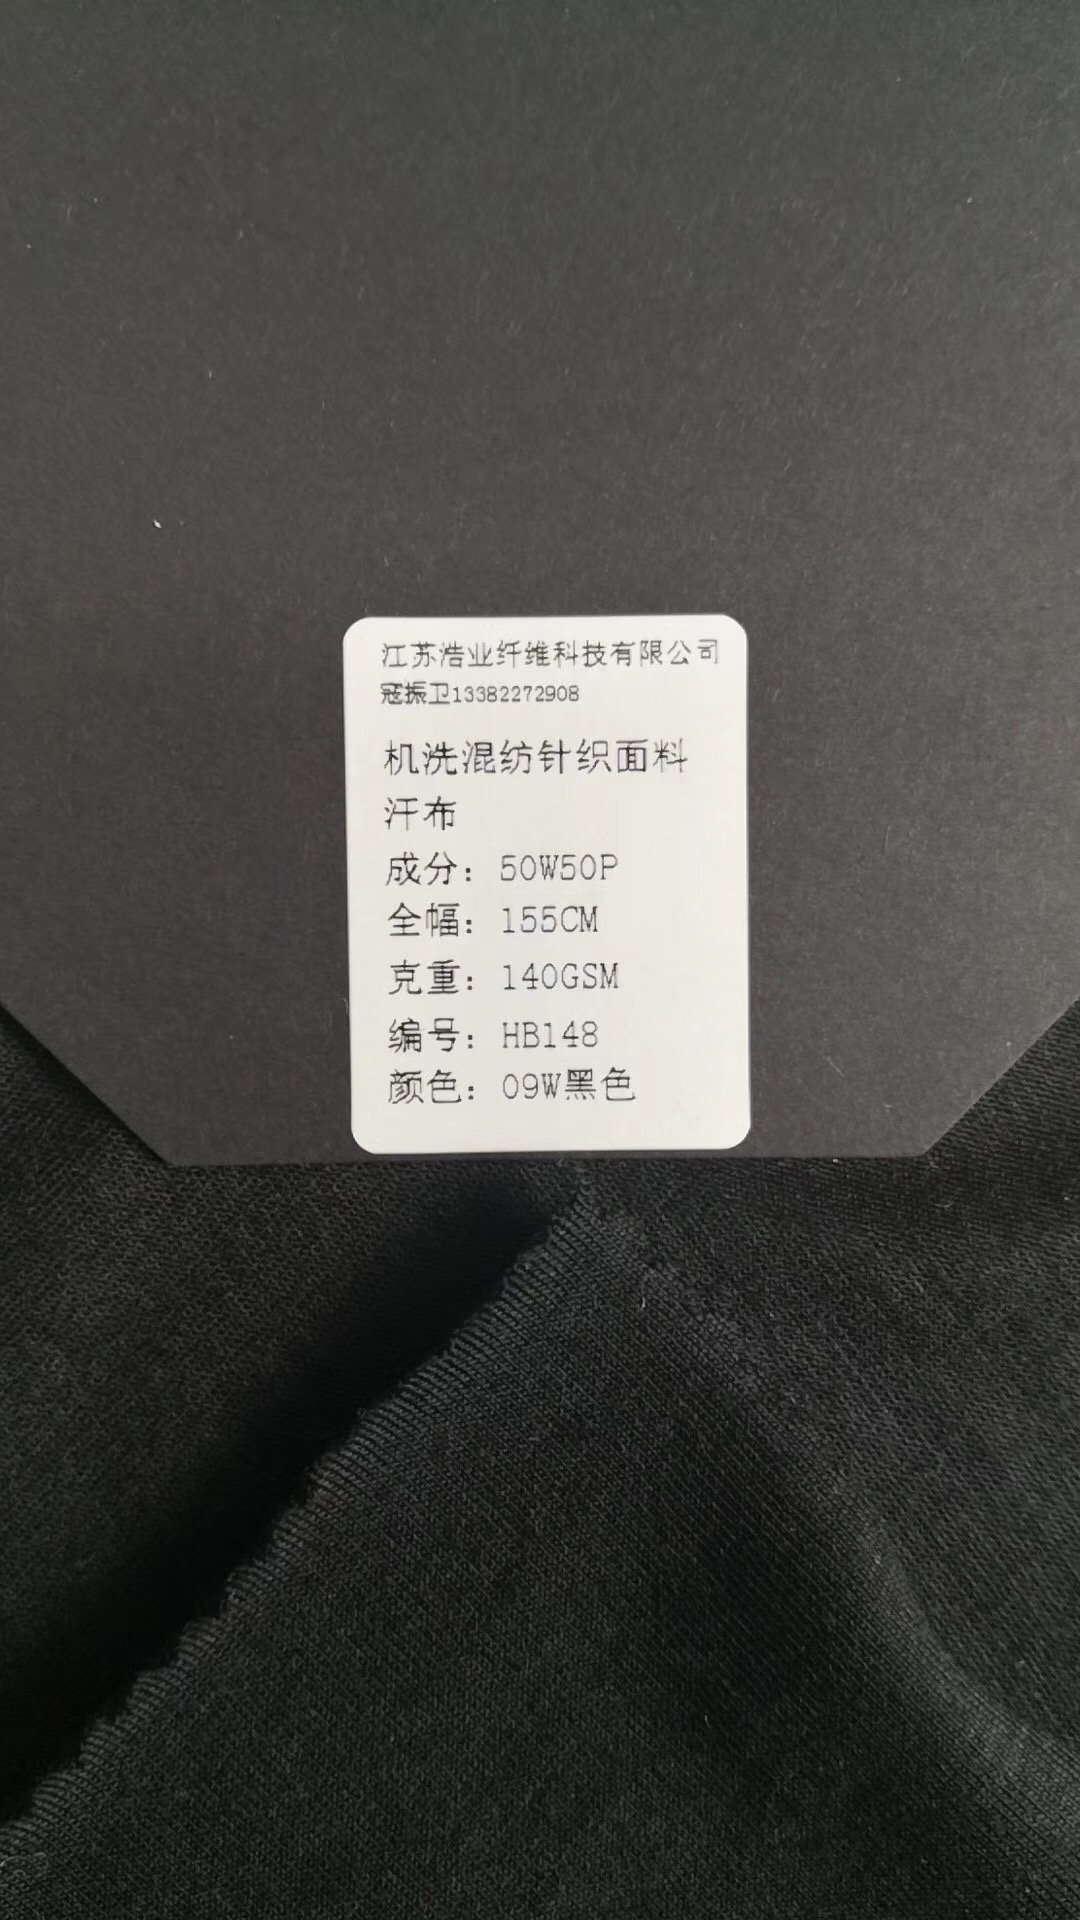 江苏浩业纤维科技有限公司
冦振卫13382272908
机洗混纺针织面料
汗布
成分：50W50P
全幅：155CM
克重：140GSM
编号：HB148
颜色：09W黑色